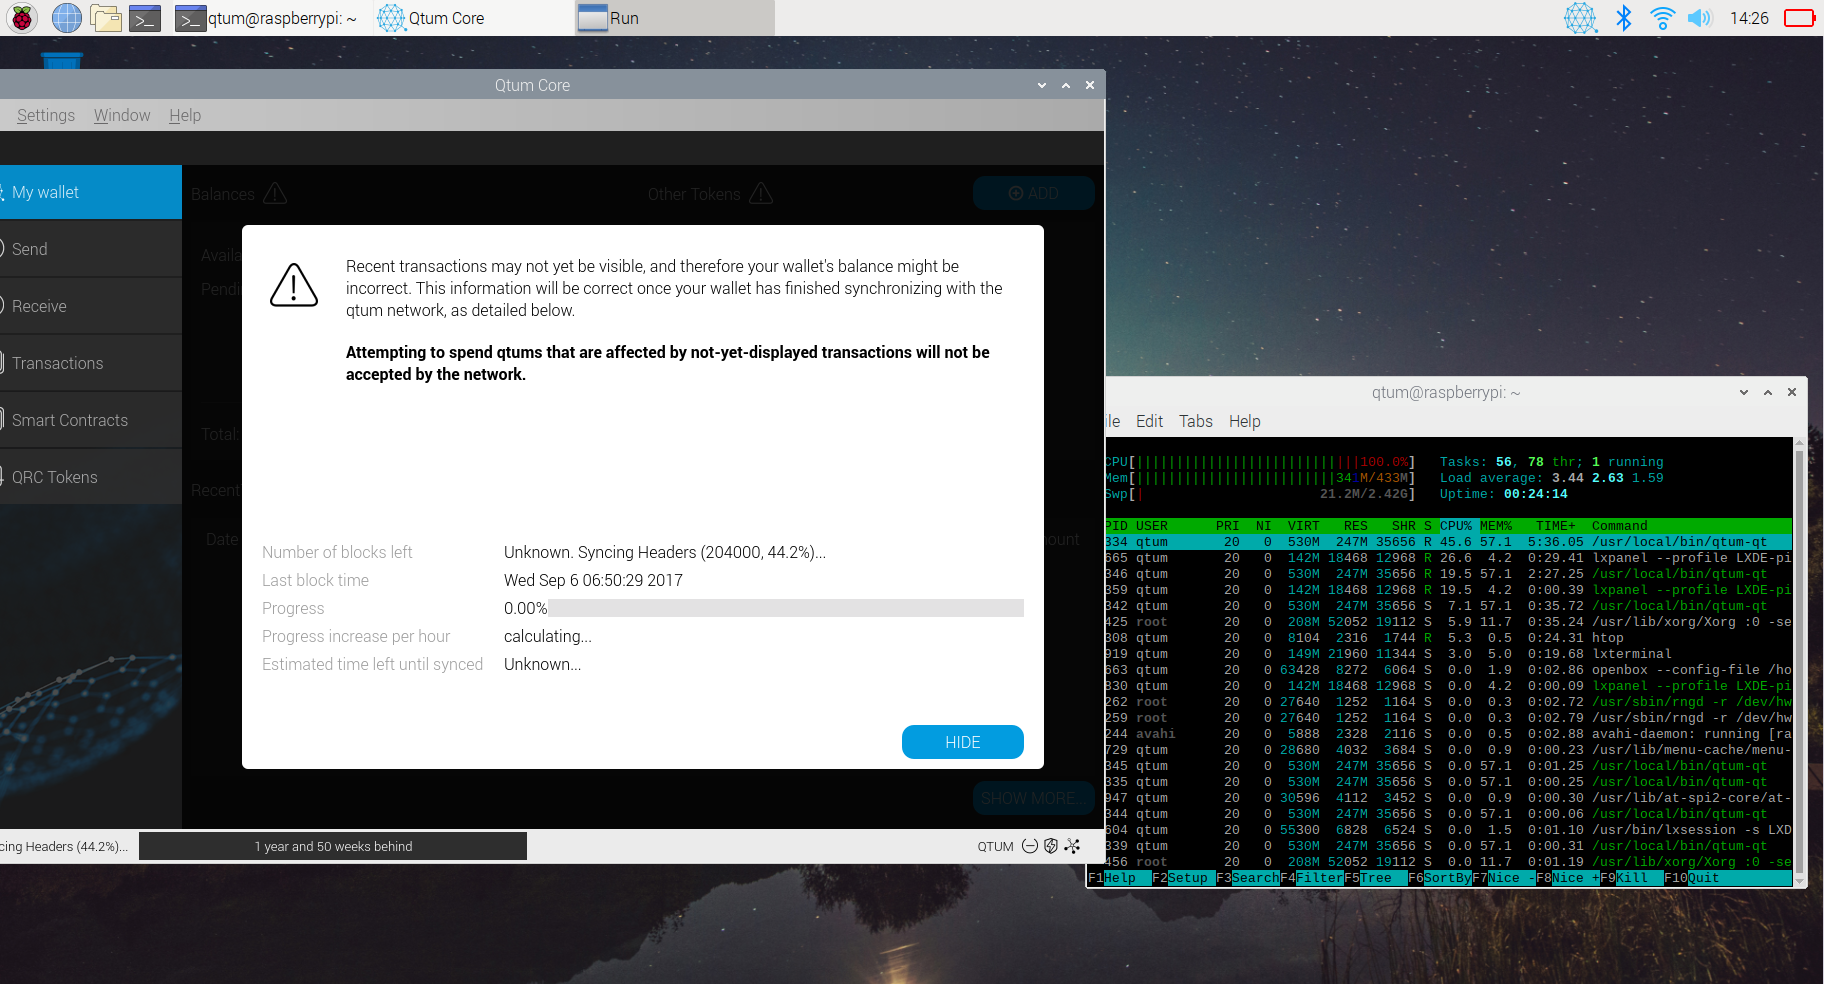 qtum@raspberrypi: ~
Qtum Core
Run
14:26
Qtum Core
Settings Window Help
My wallet
Send
Receive
Transactions
Smart Contracts
QRC Tokens
Balances
Other Tokens
ADD
Availa
Pendi
Total:
Recent
Date
ount
Recent transactions may not yet be visible, and therefore your wallet's balance might be
incorrect. This information will be correct once your wallet has finished synchronizing with the
qtum network, as detailed below.
Attempting to spend qtums that are affected by not-yet-displayed transactions will not be
accepted by the network.
Number of blocks left Unknown. Syncing Headers (204000, 44.2%)...
Last block time Wed Sep 6 06:50:29 2017
Progress 0.00%
Progress increase per hour calculating...
Estimated time left until synced Unknown...
HIDE
SHOW MORE...
cing Headers (44.2%)... 1 year and 50 weeks behind QTUM
qtum@raspberrypi: ~
ile Edit Tabs Help
CPU[||||||||||||||||||||||||||||100.0%] Tasks: 56, 78 thr; 1 running
Mem[|||||||||||||||||||||||||341M/433M] Load average: 3.44 2.63 1.59
Swp[| 21.2M/2.42G] Uptime: 00:24:14
PID USER PRI NI VIRT RES SHR S CPU% MEM% TIME+ Command
334 qtum 20 0 530M 247M 35656 R 45.6 57.1 5:36.05 /usr/local/bin/qtum-qt
665 qtum 20 0 142M 18468 12968 R 26.6 4.2 0:29.41 lxpanel --profile LXDE-pi
346 qtum 20 0 530M 247M 35656 R 19.5 57.1 2:27.25 /usr/local/bin/qtum-qt
359 qtum 20 0 142M 18468 12968 R 19.5 4.2 0:00.39 lxpanel --profile LXDE-pi
342 qtum 20 0 530M 247M 35656 S 7.1 57.1 0:35.72 /usr/local/bin/qtum-qt
425 root 20 0 208M 52052 19112 S 5.9 11.7 0:35.24 /usr/lib/xorg/Xorg :0 -se
308 qtum 20 0 8104 2316 1744 R 5.3 0.5 0:24.31 htop
919 qtum 20 0 149M 21960 11344 S 3.0 5.0 0:19.68 lxterminal
663 qtum 20 0 63428 8272 6064 S 0.0 1.9 0:02.86 openbox --config-file /ho
830 qtum 20 0 142M 18468 12968 S 0.0 4.2 0:00.09 lxpanel --profile LXDE-pi
262 root 20 0 27640 1252 1164 S 0.0 0.3 0:02.72 /usr/sbin/rngd -r /dev/hw
259 root 20 0 27640 1252 1164 S 0.0 0.3 0:02.79 /usr/sbin/rngd -r /dev/hw
244 avahi 20 0 5888 2328 2116 S 0.0 0.5 0:02.88 avahi-daemon: running [ra
729 qtum 20 0 28680 4032 3684 S 0.0 0.9 0:00.23 /usr/lib/menu-cache/menu-
345 qtum 20 0 530M 247M 35656 S 0.0 57.1 0:01.25 /usr/local/bin/qtum-qt
335 qtum 20 0 530M 247M 35656 S 0.0 57.1 0:00.25 /usr/local/bin/qtum-qt
947 qtum 20 0 30596 4112 3452 S 0.0 0.9 0:00.30 /usr/lib/at-spi2-core/at-
344 qtum 20 0 530M 247M 35656 S 0.0 57.1 0:00.06 /usr/local/bin/qtum-qt
604 qtum 20 0 55300 6828 6524 S 0.0 1.5 0:01.10 /usr/bin/lxsession -s LXD
339 qtum 20 0 530M 247M 35656 S 0.0 57.1 0:00.31 /usr/local/bin/qtum-qt
456 root 20 0 208M 52052 19112 S 0.0 11.7 0:01.19 /usr/lib/xorg/Xorg :0 -se
F1Help F2Setup F3SearchF4FilterF5Tree F6SortByF7Nice -F8Nice +F9Kill F10Quit